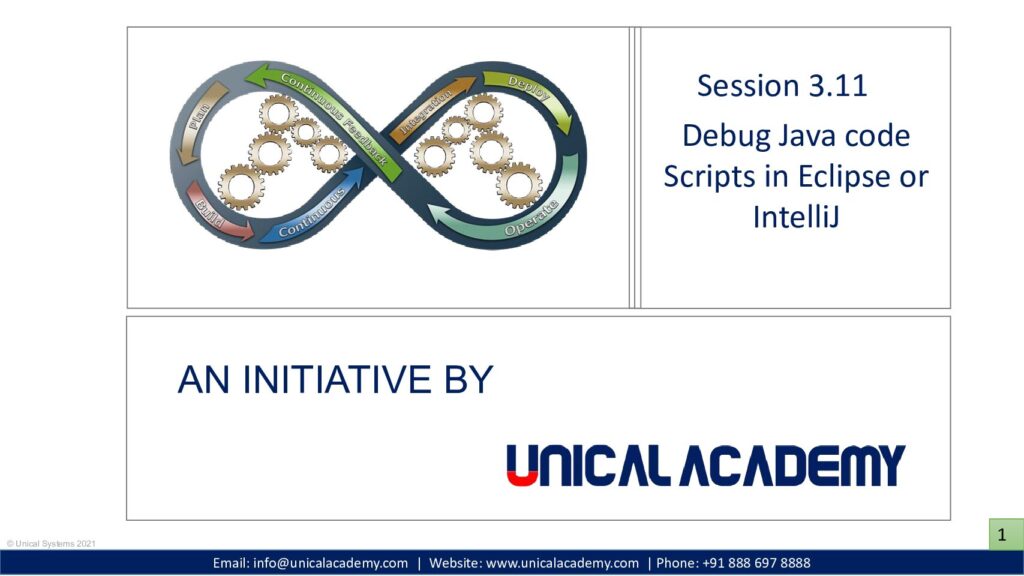 Plan
Build
Continuous
Integration
Deploy
Operate
Continuous Feedback
Session 3.11
Debug Java code
Scripts in Eclipse or
IntelliJ
AN INITIATIVE BY
UNICAL ACADEMY
© Unical Systems 2021
1
Email: info@unicalacademy.com | Website: www.unicalacademy.com | Phone: +91 888 697 8888